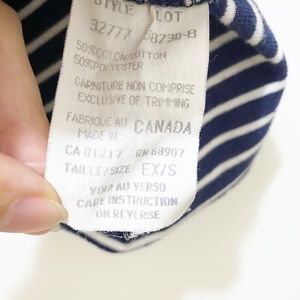 STYLE LOT
32777 58730-B
50% COTON/COTTON
50% POLYESTER
GARNITURE NON COMPRISE
EXCLUSIVE OF TRIMMING
FABRIQUE AU CANADA
MADE IN
CA 01217 RN 68907
TAILLE/SIZE EX/S
VOIR AU VERSO
CARE INSTRUCTION
ON REVERSE